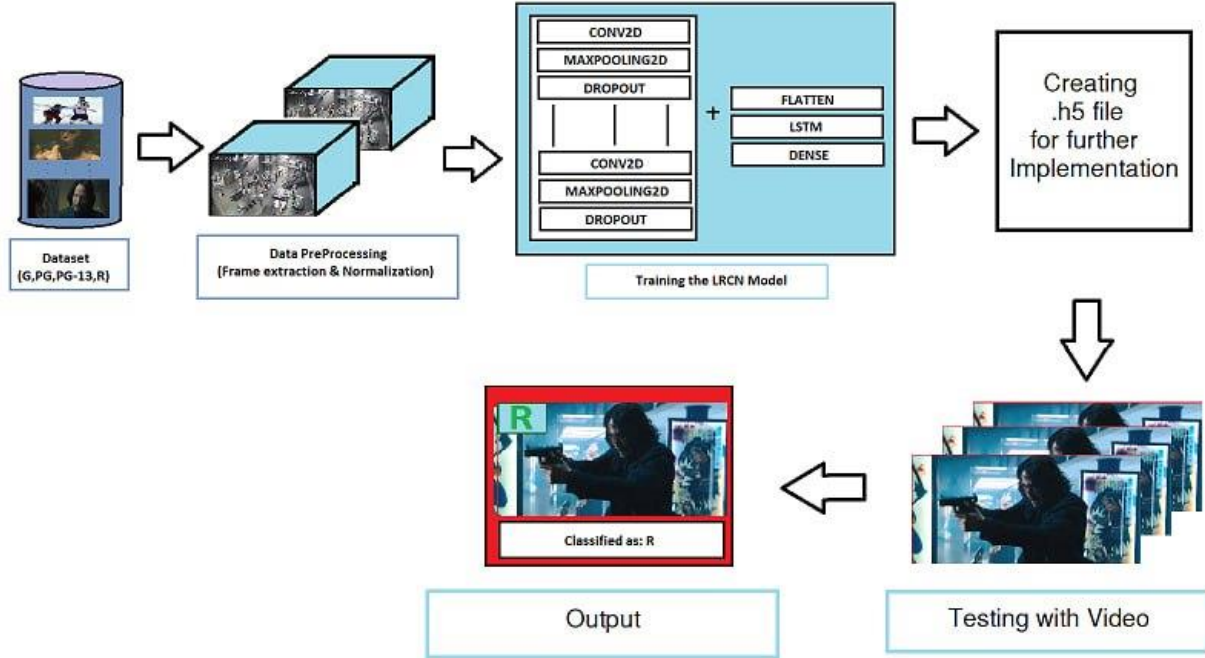 Dataset
(G,PG,PG-13,R)
Data PreProcessing
(Frame extraction & Normalization)
CONV2D
MAXPOOLING2D
DROPOUT
CONV2D
MAXPOOLING2D
DROPOUT
+
FLATTEN
LSTM
DENSE
Training the LRCN Model
Creating
.h5 file
for further
Implementation
Testing with Video
R
Classified as: R
Output